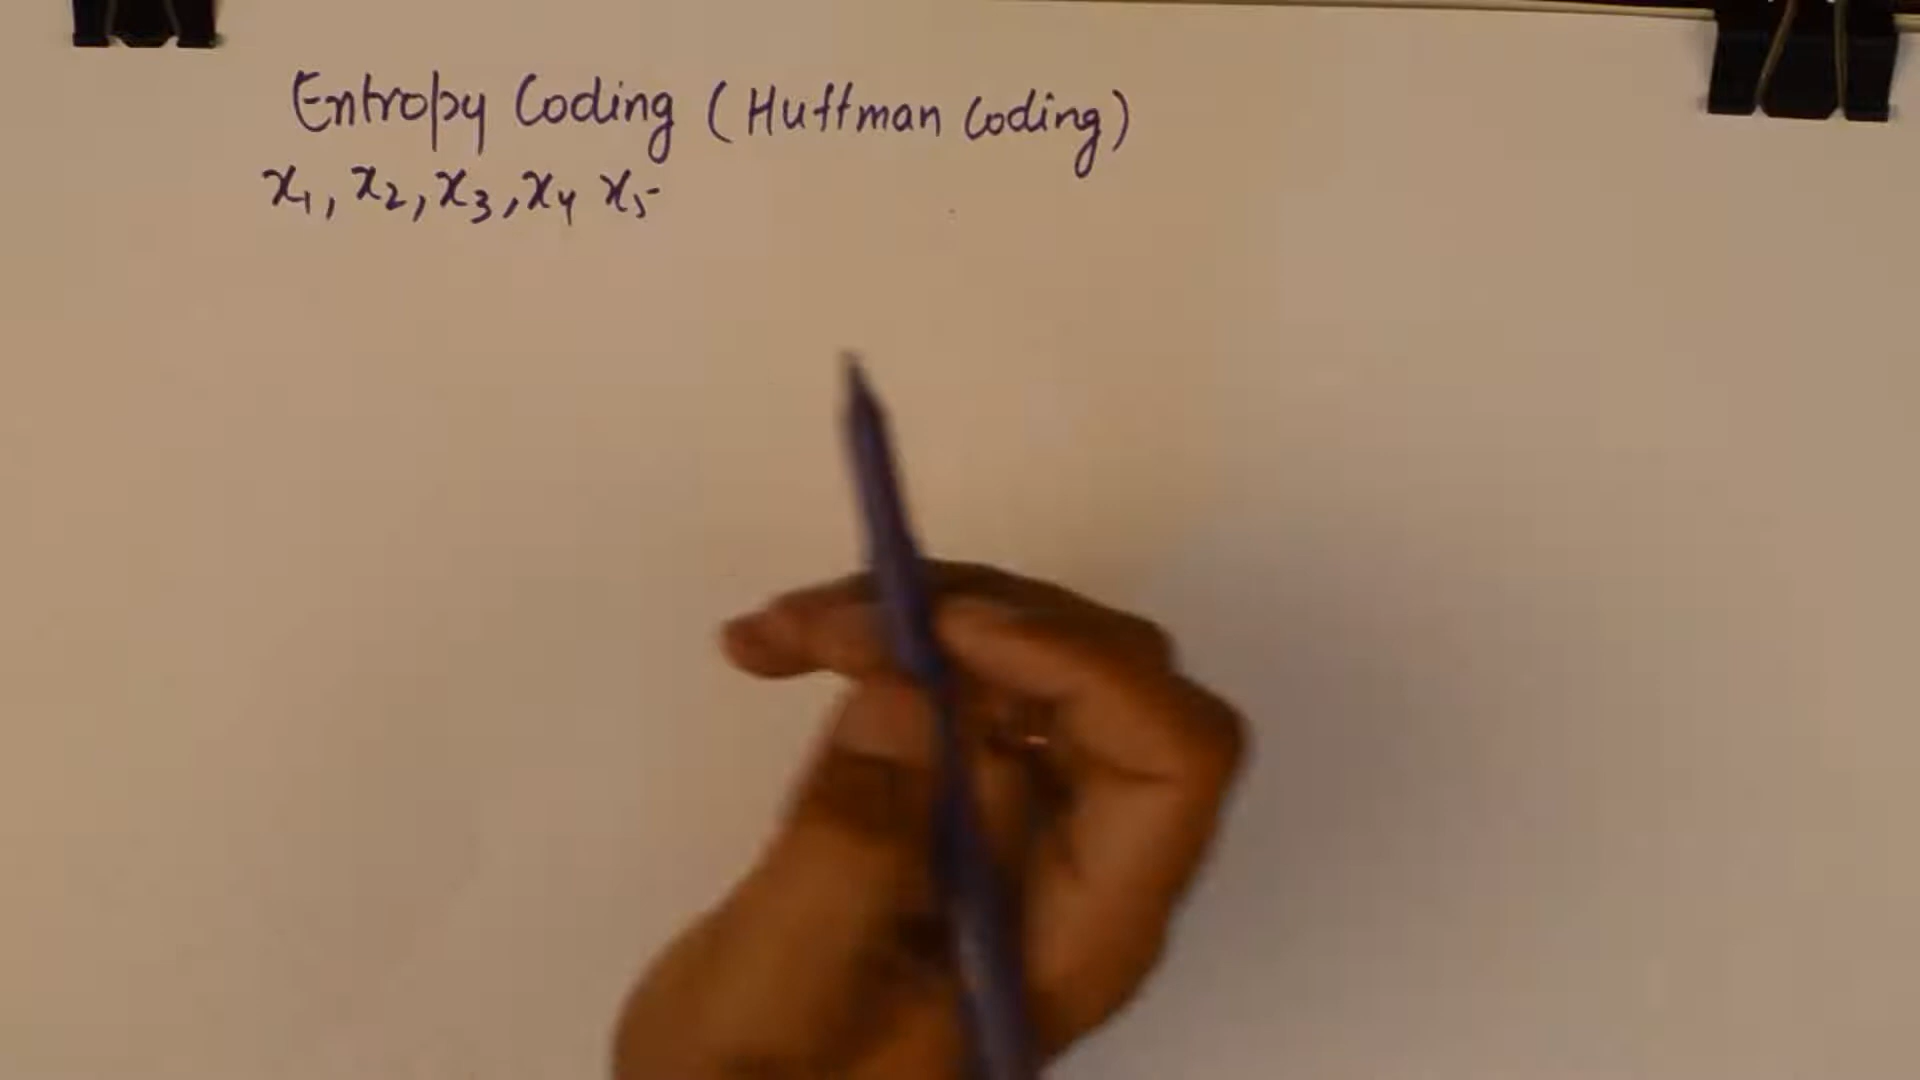 Entropy Coding (Huffman Coding)
x₁, x₂, x₃, x₄ x₅